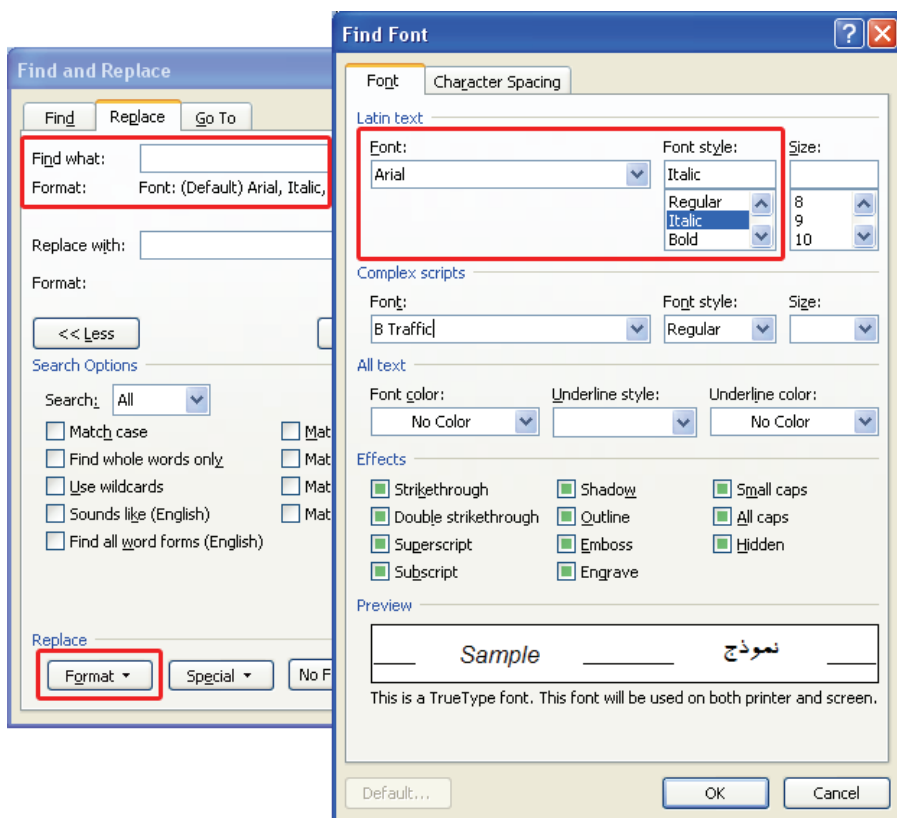 Find and Replace
Find Replace Go To
Find what:
Format: Font: (Default) Arial, Italic,
Replace with:
Format:
<< Less
Search Options
Search: All
Match case Mat
Find whole words only Mat
Use wildcards Mat
Sounds like (English) Mat
Find all word forms (English)
Replace
Format Special No F
Find Font
Font Character Spacing
Latin text
Font: Font style: Size:
Arial Italic
Regular 8
Italic 9
Bold 10
Complex scripts
Font: Font style: Size:
B Traffic Regular
All text
Font color: Underline style: Underline color:
No Color No Color
Effects
Strikethrough Shadow Small caps
Double strikethrough Outline All caps
Superscript Emboss Hidden
Subscript Engrave
Preview
Sample نموذج
This is a TrueType font. This font will be used on both printer and screen.
Default... OK Cancel